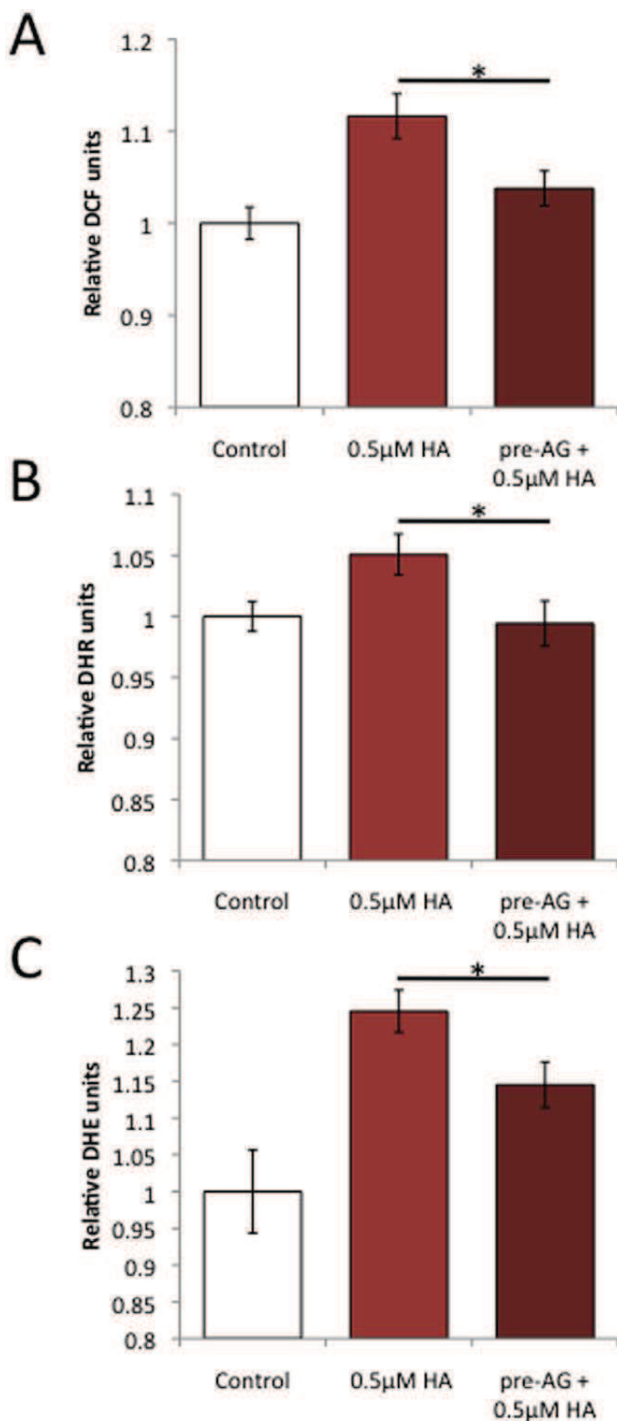 A
Relative DCF units
1.2
1.1
1
0.9
0.8
*
Control
0.5μM HA
pre-AG +
0.5μM HA
B
Relative DHR units
1.1
1.05
1
0.95
0.9
0.85
0.8
*
Control
0.5μM HA
pre-AG +
0.5μM HA
C
Relative DHE units
1.3
1.25
1.2
1.15
1.1
1.05
1
0.95
0.9
0.85
0.8
*
Control
0.5μM HA
pre-AG +
0.5μM HA